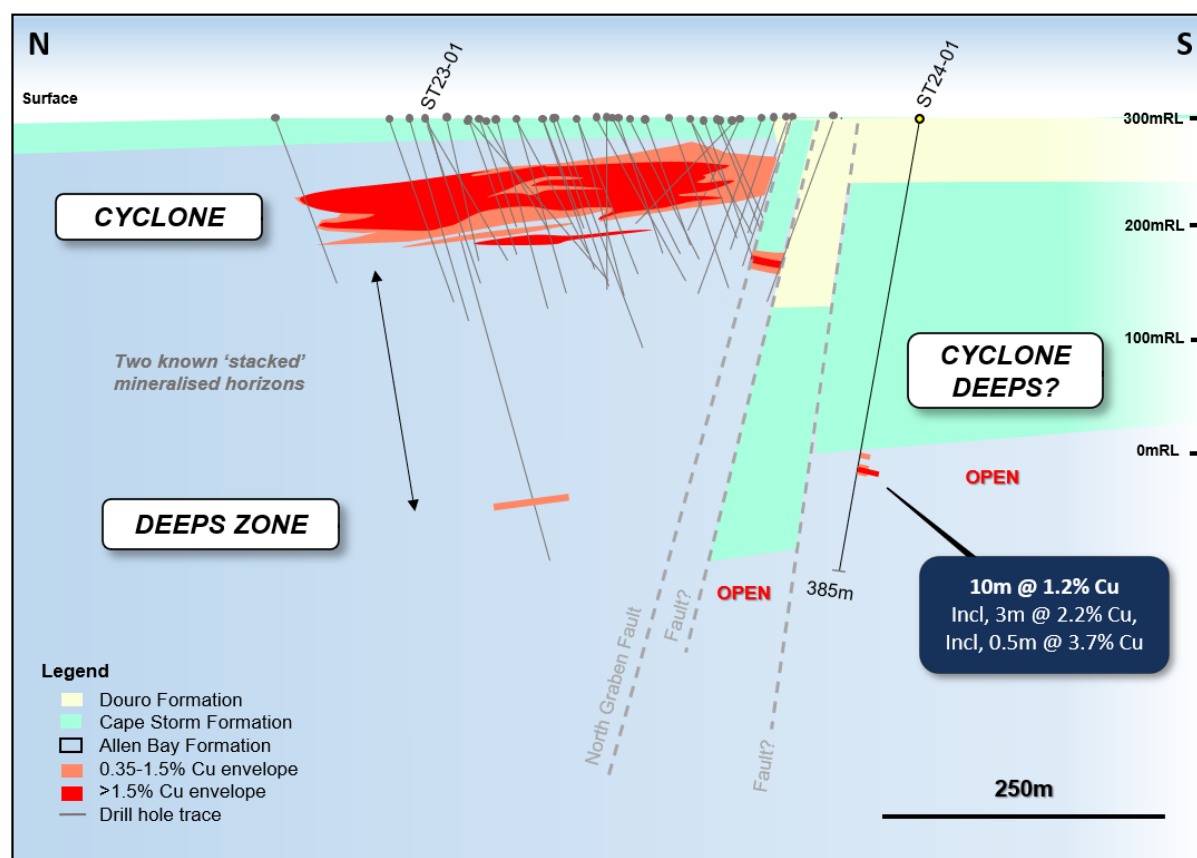 N
S
Surface
ST23-01
ST24-01
300mRL
CYCLONE
200mRL
Two known ‘stacked’
mineralised horizons
100mRL
CYCLONE
DEEPS?
0mRL
OPEN
DEEPS ZONE
OPEN
385m
10m @ 1.2% Cu
Incl, 3m @ 2.2% Cu,
Incl, 0.5m @ 3.7% Cu
North Graben Fault
Fault?
Fault?
Legend
Douro Formation
Cape Storm Formation
Allen Bay Formation
0.35-1.5% Cu envelope
>1.5% Cu envelope
Drill hole trace
250m